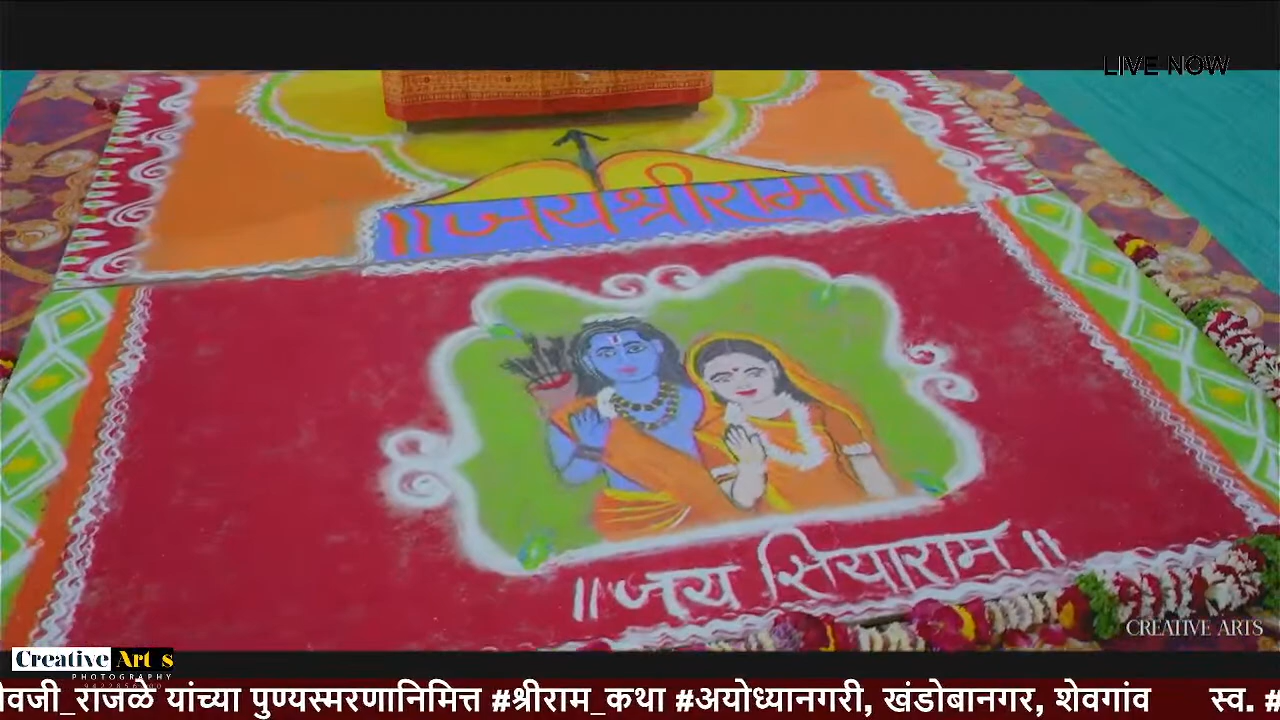 LIVE NOW
॥ जय श्रीराम ॥
॥ जय सियाराम ॥
CREATIVE ARTS
Creative Art s
PHOTOGRAPHY
यांच्या पुण्यस्मरणानिमित्त #श्रीराम_कथा #अयोध्यानगरी, खंडोबानगर, शेवगांव स्व. #